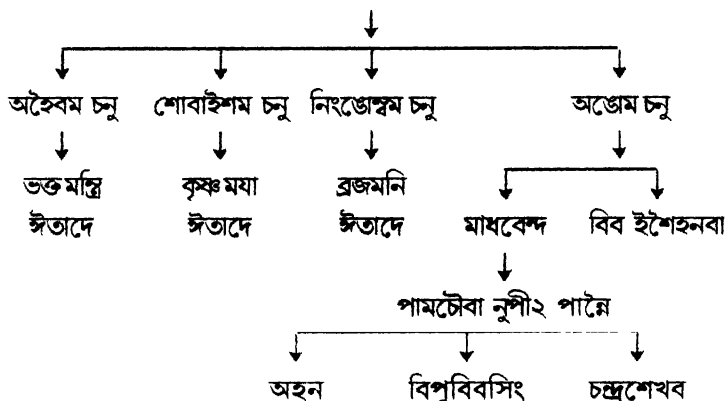 অহৈবম চনু শোবাইশম চনু নিংঙোম্বম চনু অঙোম চনু
ভক্ত মন্ত্রি কৃষ্ণ মযা ব্রজমনি
ঈতাদে ঈতাদে ঈতাদে মাধবেন্দ বিব ইশৈহনবা
পামচৌবা নুপী২ পান্নৈ
অহন বিপুবিবসিং চন্দ্রশেখব